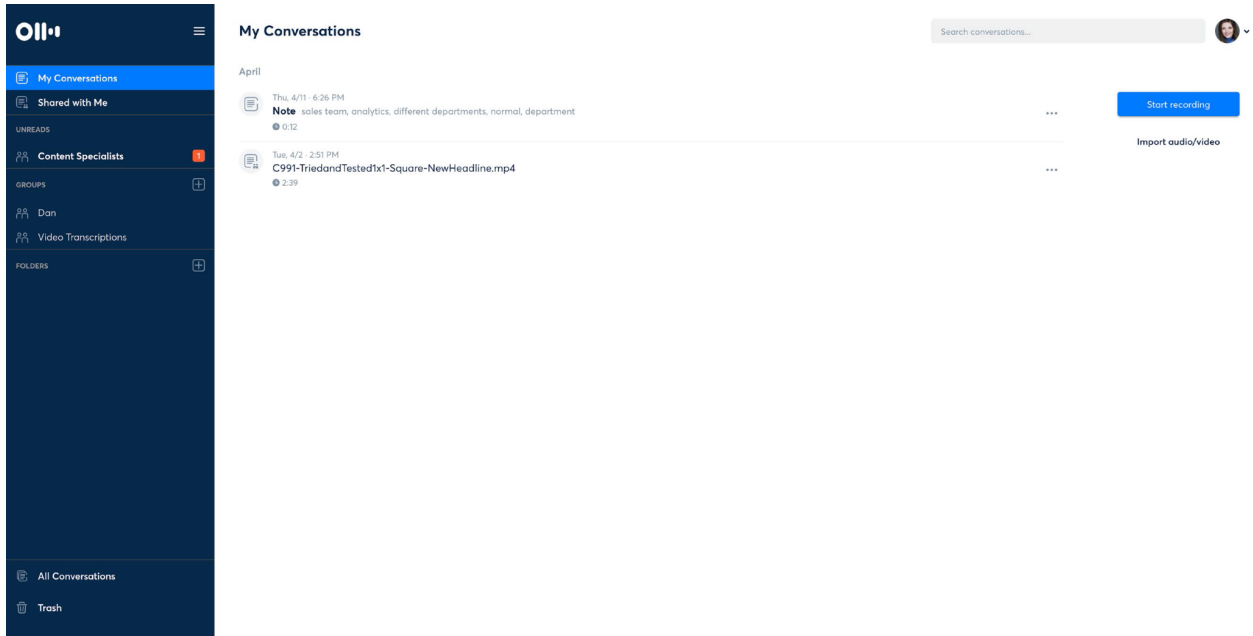 My Conversations
Shared with Me
UNREADS
Content Specialists 1
GROUPS
Dan
Video Transcriptions
FOLDERS
All Conversations
Trash
My Conversations
Search conversations...
April
Thu, 4/11 · 6:26 PM
Note sales team, analytics, different departments, normal, department
0:12
Tue, 4/2 · 2:51 PM
C991-TriedandTested1x1-Square-NewHeadline.mp4
2:39
Start recording
Import audio/video